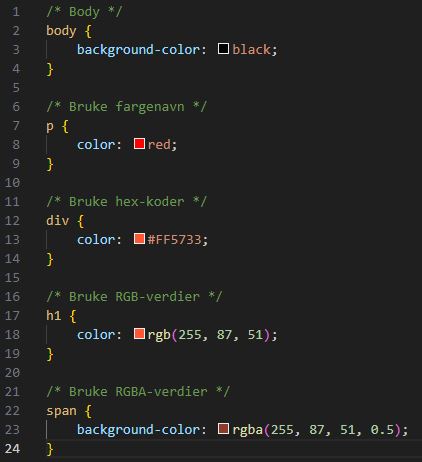 1 /* Body */
2 body {
3     background-color: black;
4 }
5
6 /* Bruke fargenavn */
7 p {
8     color: red;
9 }
10
11 /* Bruke hex-koder */
12 div {
13     color: #FF5733;
14 }
15
16 /* Bruke RGB-verdier */
17 h1 {
18     color: rgb(255, 87, 51);
19 }
20
21 /* Bruke RGBA-verdier */
22 span {
23     background-color: rgba(255, 87, 51, 0.5);
24 }